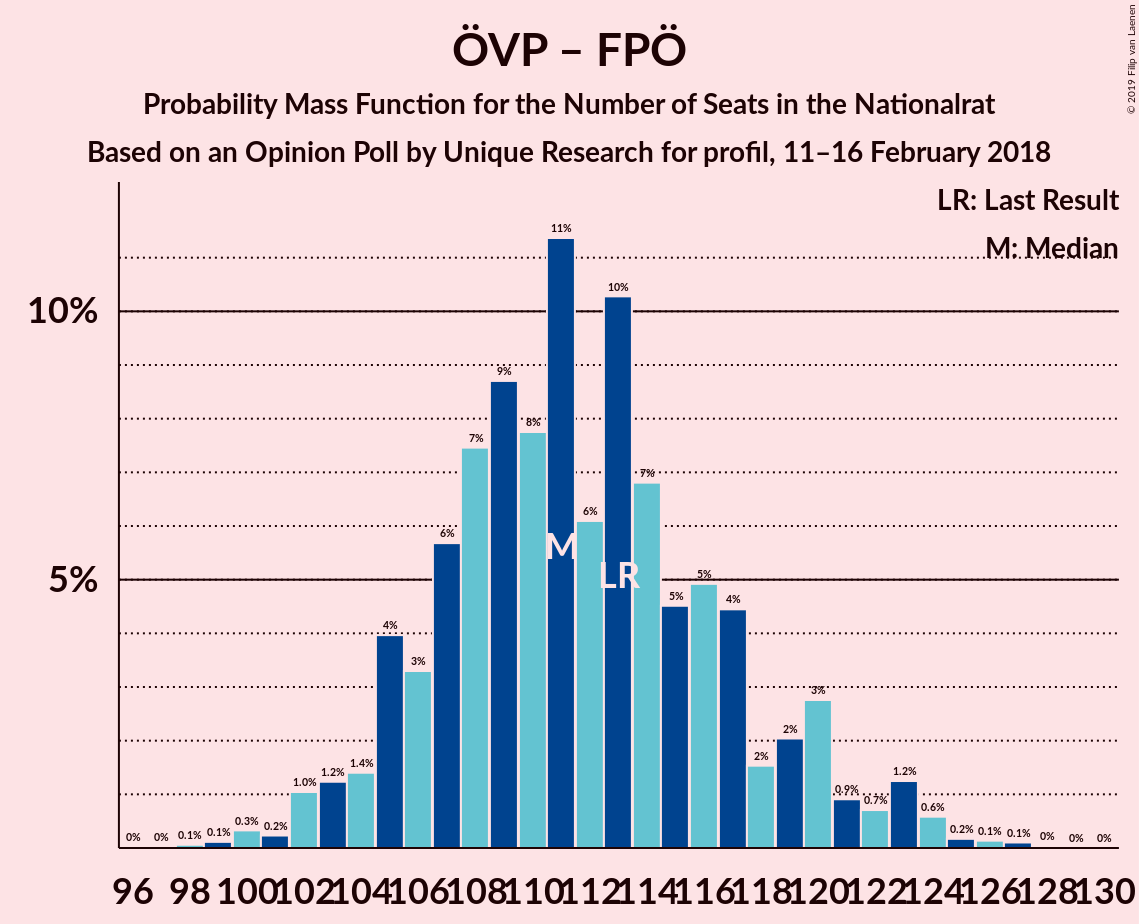 ÖVP – FPÖ
Probability Mass Function for the Number of Seats in the Nationalrat
Based on an Opinion Poll by Unique Research for profil, 11–16 February 2018
© 2019 Filip van Laenen
LR: Last Result
M: Median
10%
5%
0% 0% 0.1% 0.1% 0.3% 0.2% 1.0% 1.2% 1.4% 4% 3% 6% 7% 9% 8% 11% 6% 10% 7% 5% 5% 4% 2% 2% 3% 0.9% 0.7% 1.2% 0.6% 0.2% 0.1% 0.1% 0% 0% 0%
M
LR
96 98 100 102 104 106 108 110 112 114 116 118 120 122 124 126 128 130